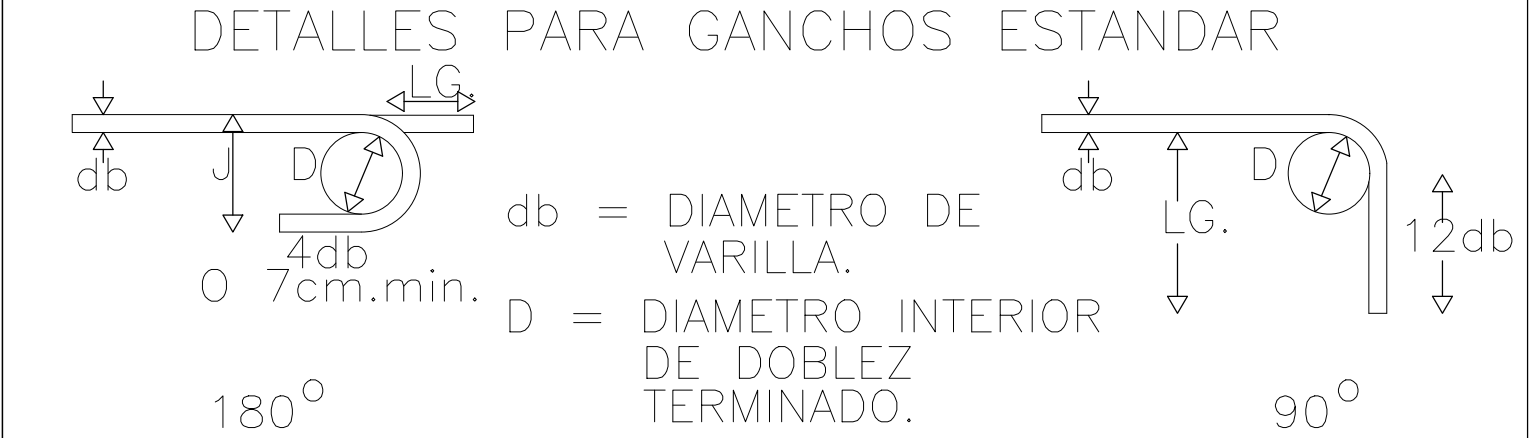 DETALLES PARA GANCHOS ESTANDAR
LG.
db
J
D
4db
O 7cm.min.
180°
db = DIAMETRO DE
VARILLA.
D = DIAMETRO INTERIOR
DE DOBLEZ
TERMINADO.
db
D
LG.
12db
90°